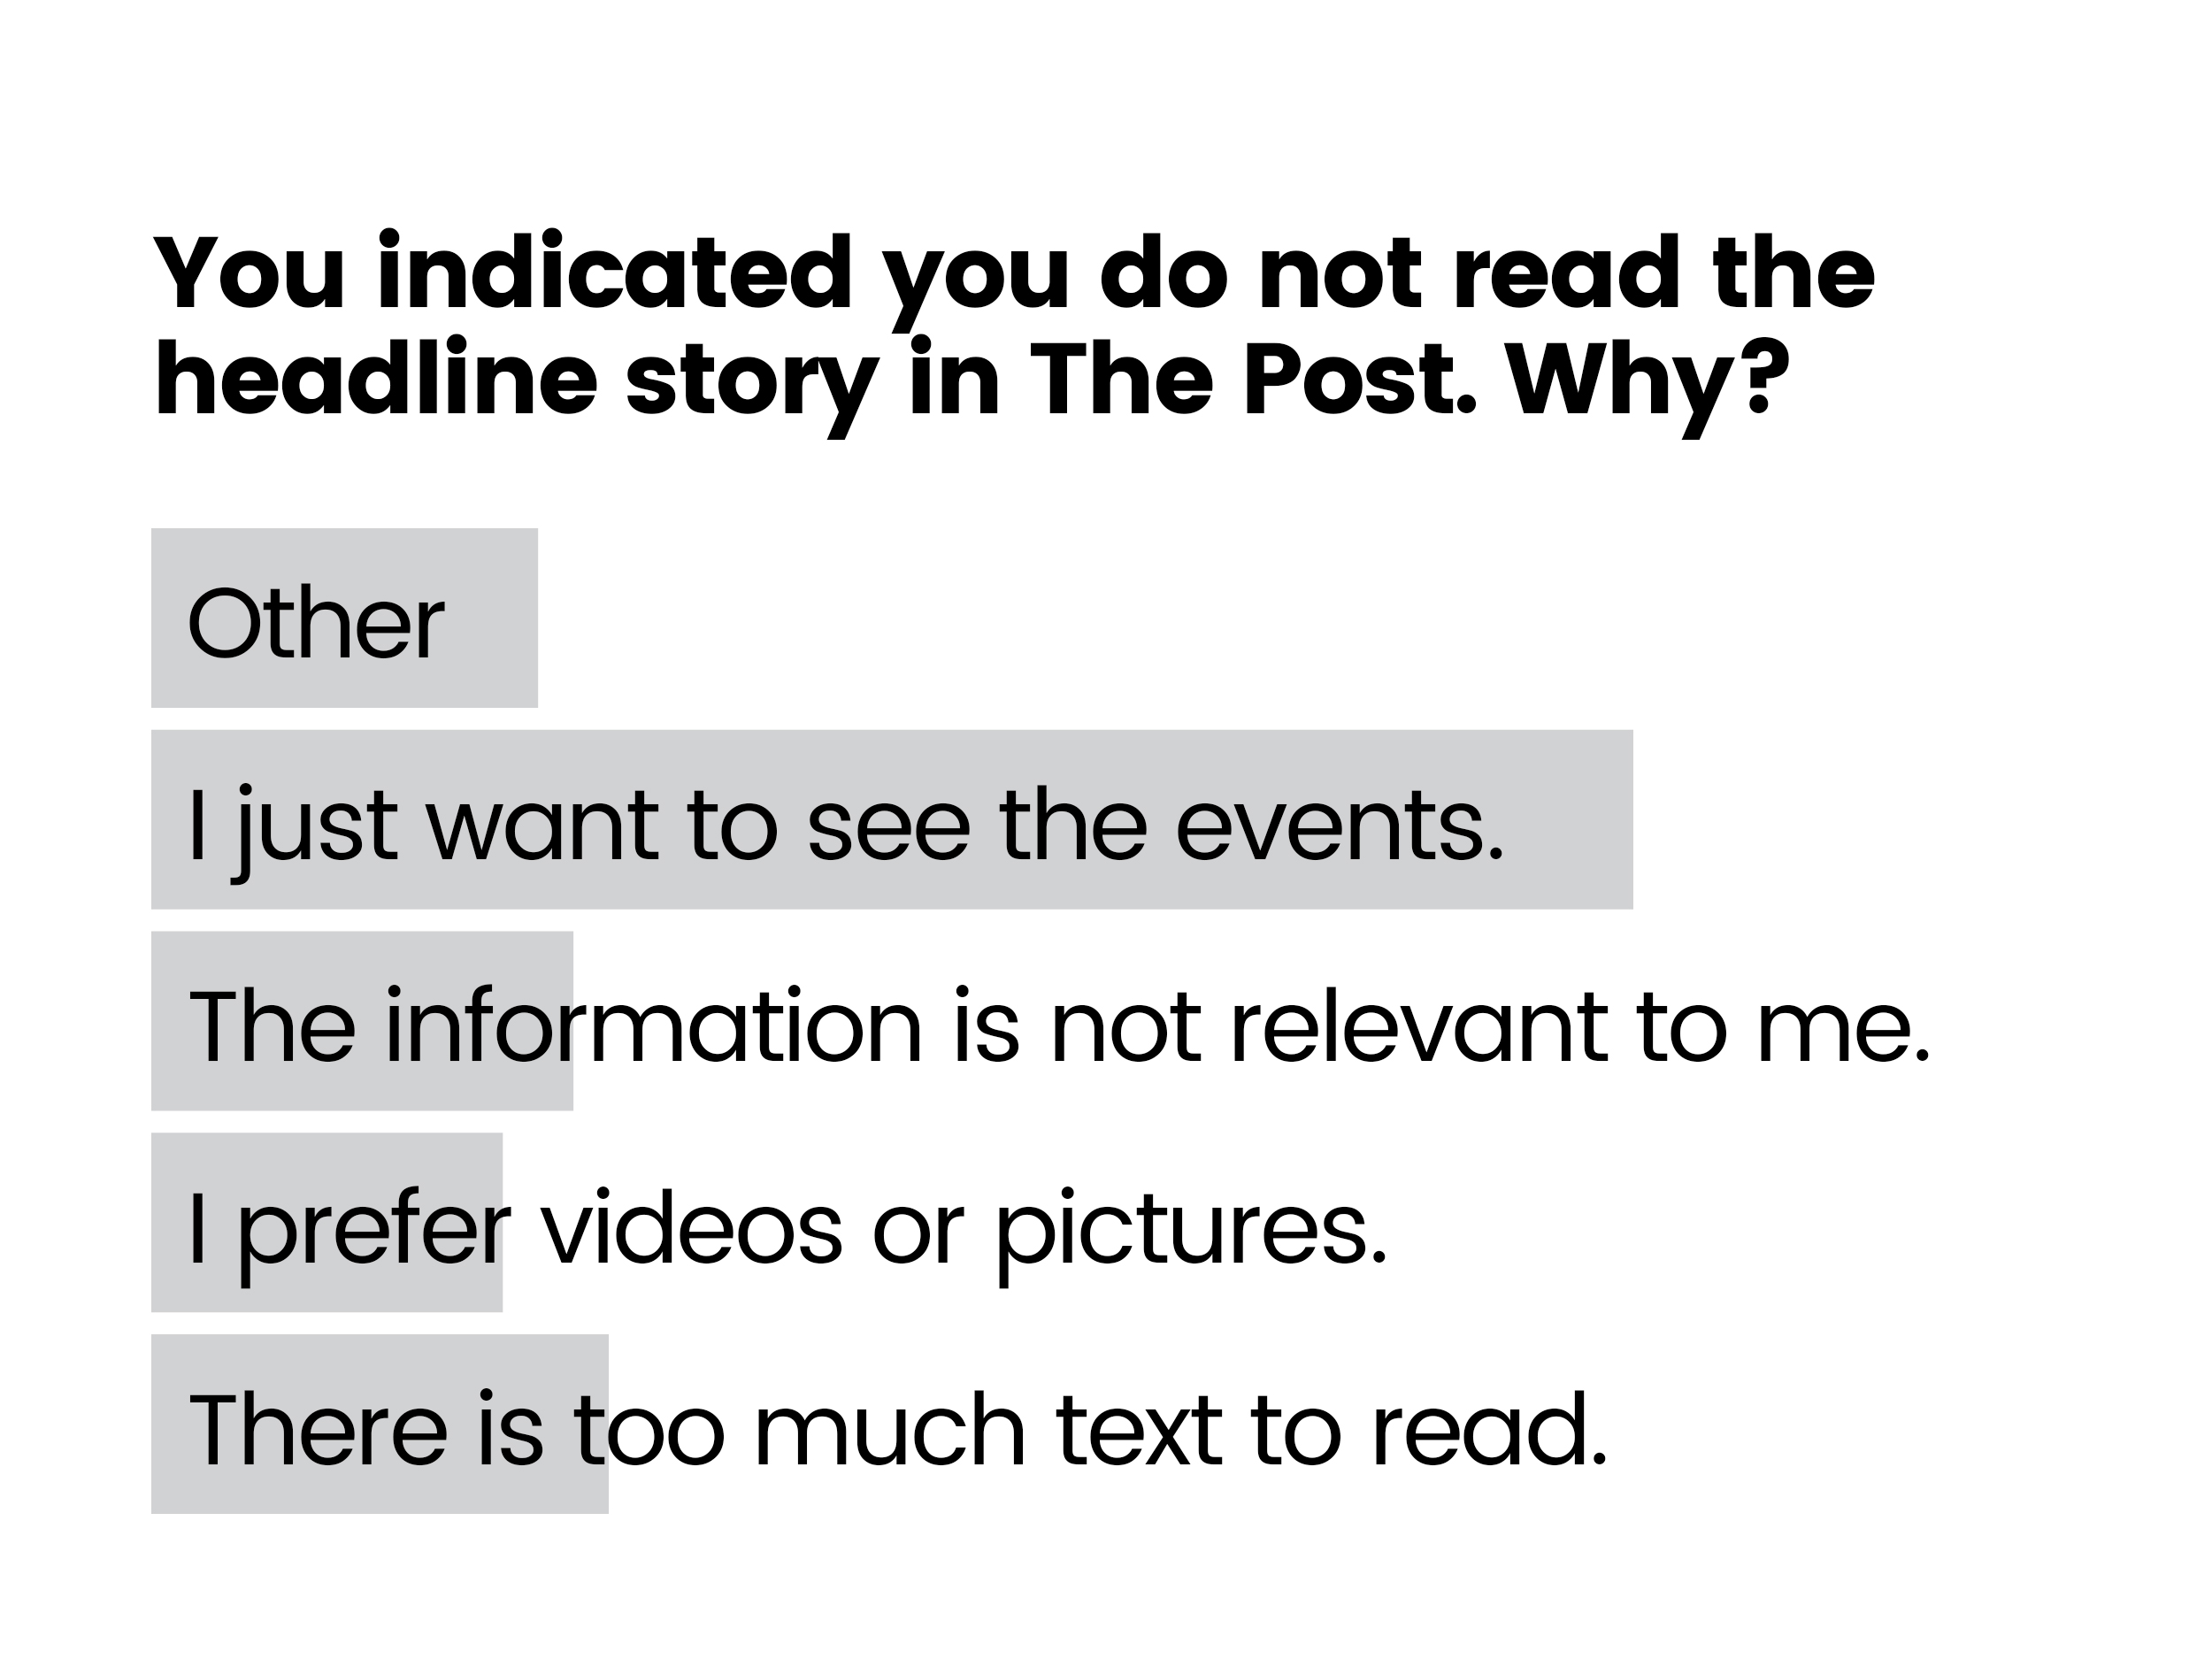 You indicated you do not read the
headline story in The Post. Why?
Other
I just want to see the events.
The information is not relevant to me.
I prefer videos or pictures.
There is too much text to read.